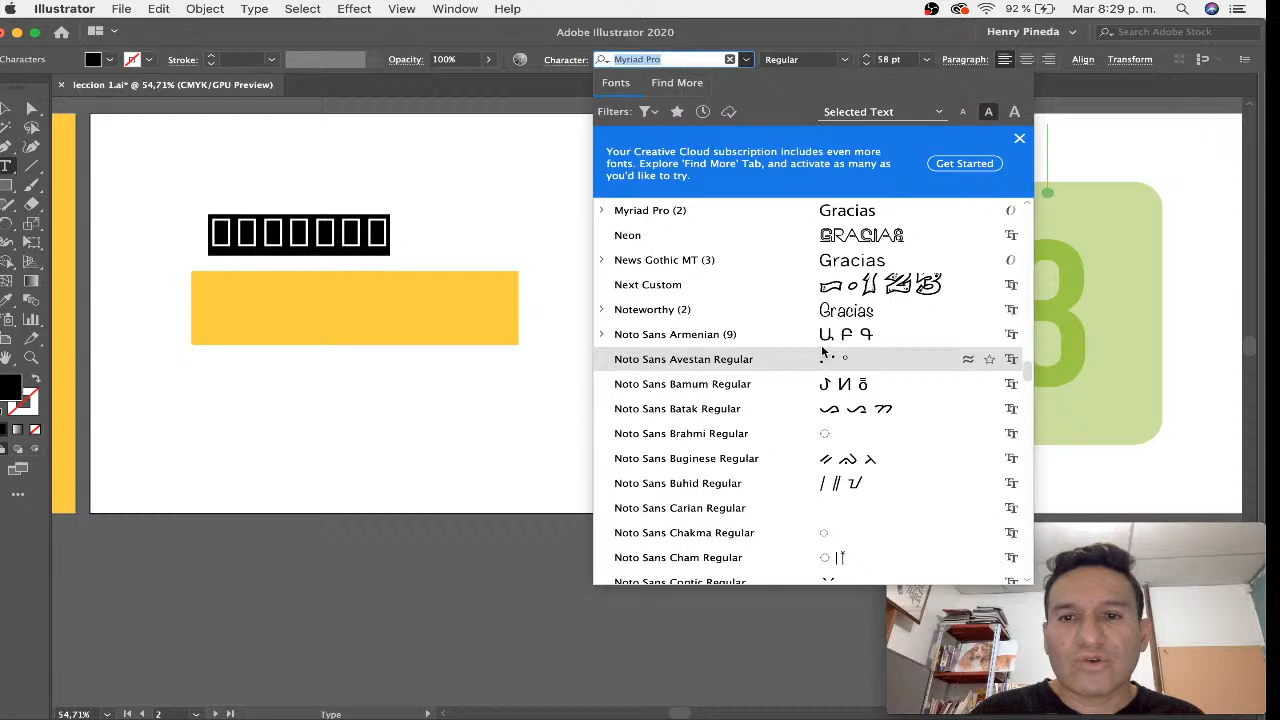 Illustrator File Edit Object Type Select Effect View Window Help 92 % Mar 8:29 p. m.
Adobe Illustrator 2020 Henry Pineda Search Adobe Stock
Characters Stroke: Opacity: 100% Character: Myriad Pro Regular 58 pt Paragraph: Align Transform
× leccion 1.ai* @ 54,71% (CMYK/GPU Preview)
Fonts Find More
Filters: Selected Text A A A
Your Creative Cloud subscription includes even more
fonts. Explore 'Find More' Tab, and activate as many as
you'd like to try.
Get Started
Myriad Pro (2) Gracias
Neon GRACIAS
News Gothic MT (3) Gracias
Next Custom
Noteworthy (2) Gracias
Noto Sans Armenian (9) Ա Բ Գ
Noto Sans Avestan Regular
Noto Sans Bamum Regular
Noto Sans Batak Regular
Noto Sans Brahmi Regular
Noto Sans Buginese Regular
Noto Sans Buhid Regular
Noto Sans Carian Regular
Noto Sans Chakma Regular
Noto Sans Cham Regular
Noto Sans Coptic Regular
3
54,71% 2 Type